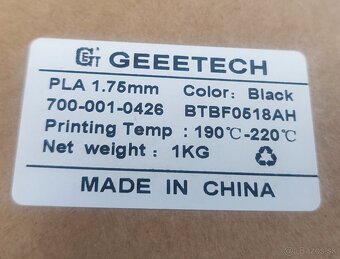 GEEETECH
PLA 1.75mm Color: Black
700-001-0426 BTBF0518AH
Printing Temp : 190℃-220℃
Net weight : 1KG
MADE IN CHINA